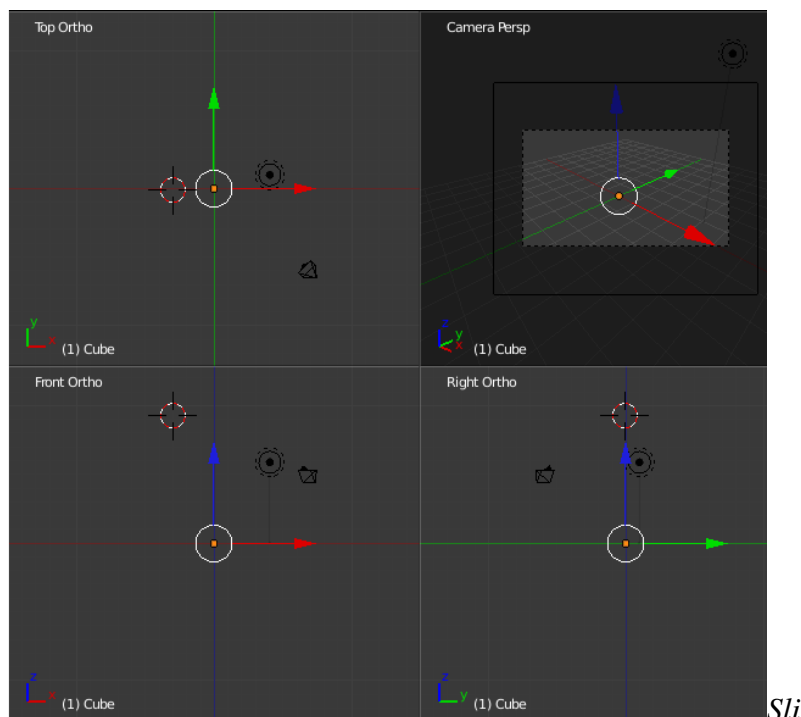 Top Ortho
y
x
(1) Cube
Camera Persp
z
y
x
(1) Cube
Front Ortho
z
x
(1) Cube
Right Ortho
z
y
(1) Cube
Sli